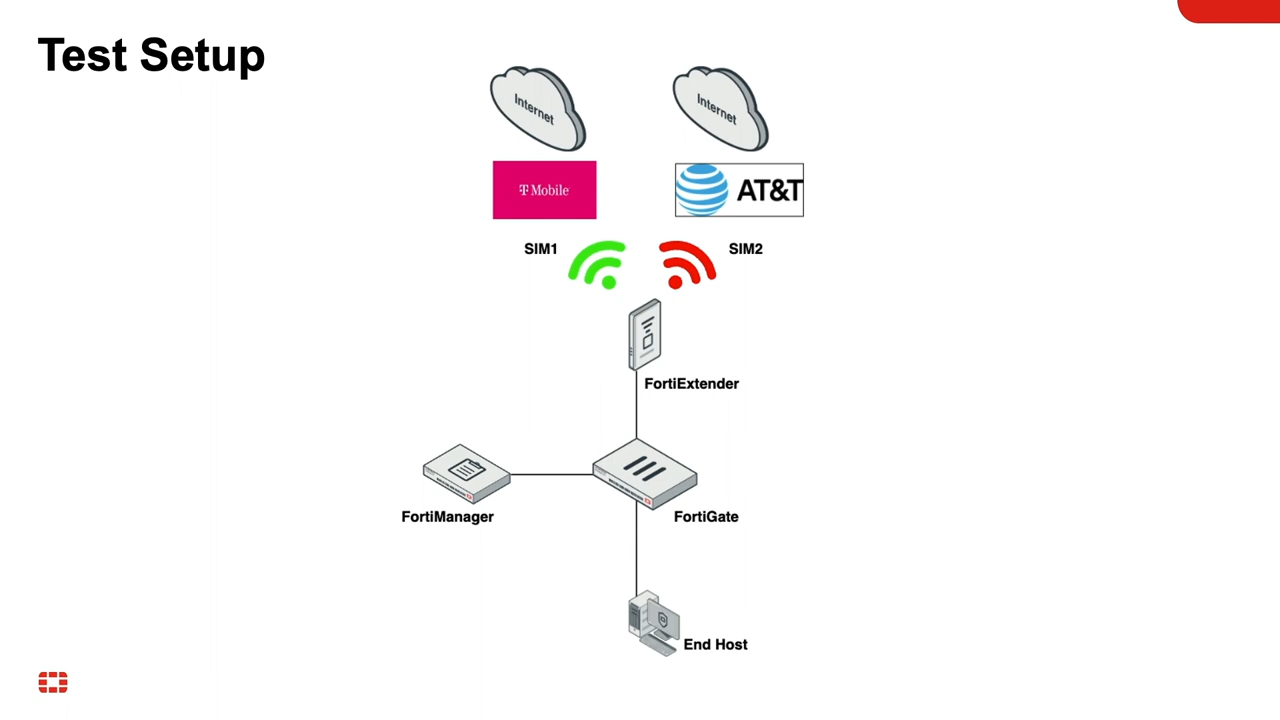 Test Setup
Internet
Internet
T Mobile
AT&T
SIM1
SIM2
FortiExtender
FortiManager
FortiGate
End Host